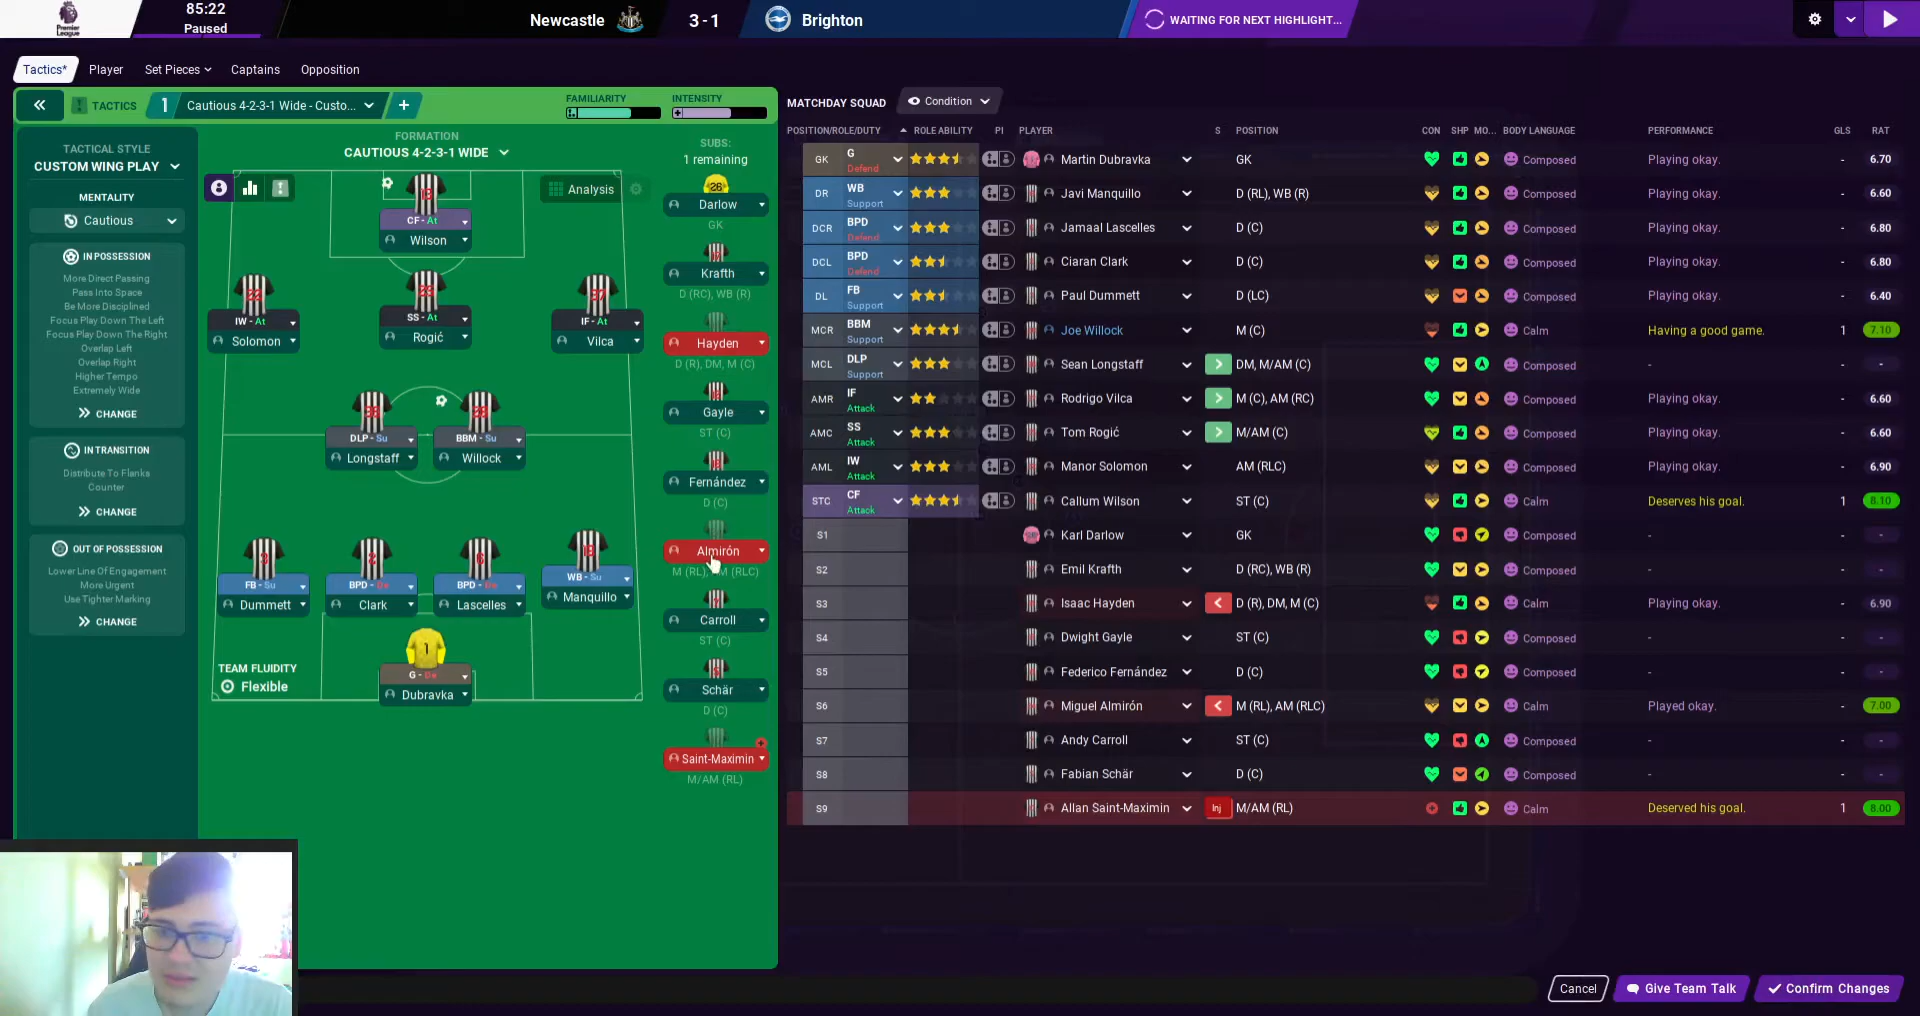 Premier League
85:22
Paused
Newcastle 3 - 1 Brighton
WAITING FOR NEXT HIGHLIGHT...
Tactics* Player Set Pieces Captains Opposition
TACTICS 1 Cautious 4-2-3-1 Wide - Custo... +
FAMILIARITY INTENSITY
TACTICAL STYLE
CUSTOM WING PLAY
MENTALITY
Cautious
IN POSSESSION
More Direct Passing
Pass Into Space
Be More Disciplined
Focus Play Down The Left
Focus Play Down The Right
Overlap Left
Overlap Right
Higher Tempo
Extremely Wide
CHANGE
IN TRANSITION
Distribute To Flanks
Counter
CHANGE
OUT OF POSSESSION
Lower Line of Engagement
More Urgent
Use Tighter Marking
CHANGE
FORMATION
CAUTIOUS 4-2-3-1 WIDE
Analysis
CF - At
Wilson
IW - At
Solomon
SS - At
Rogić
IF - At
Vilca
DLP - Su
Longstaff
BBM - Su
Willock
FB - Su
Dummett
BPD - De
Clark
BPD - De
Lascelles
WB - Su
Manquillo
1
G - De
Dubravka
TEAM FLUIDITY
Flexible
SUBS:
1 remaining
28
Darlow
GK
Krafth
D (RC), WB (R)
Hayden
D (R), DM, M (C)
Gayle
ST (C)
Fernández
D (C)
Almirón
Carroll
ST (C)
Schär
D (C)
Saint-Maximin
M/AM (RL)
MATCHDAY SQUAD Condition
POSITION/ROLE/DUTY ROLE ABILITY PI PLAYER S POSITION CON SHP MO... BODY LANGUAGE PERFORMANCE GLS RAT
GK G Defend Martin Dubravka GK Composed Playing okay. - 6.70
DR WB Support Javi Manquillo D (RL), WB (R) Composed Playing okay. - 6.60
DCR BPD Defend Jamaal Lascelles D (C) Composed Playing okay. - 6.80
DCL BPD Defend Ciaran Clark D (C) Composed Playing okay. - 6.80
DL FB Support Paul Dummett D (LC) Composed Playing okay. - 6.40
MCR BBM Support Joe Willock M (C) Calm Having a good game. 1 7.10
MCL DLP Support Sean Longstaff DM, M/AM (C) Composed - - -
AMR IF Attack Rodrigo Vilca M (C), AM (RC) Composed Playing okay. - 6.60
AMC SS Attack Tom Rogić M/AM (C) Composed Playing okay. - 6.60
AML IW Attack Manor Solomon AM (RLC) Composed Playing okay. - 6.90
STC CF Attack Callum Wilson ST (C) Calm Deserves his goal. 1 8.10
S1 Karl Darlow GK Composed - - -
S2 Emil Krafth D (RC), WB (R) Composed - - -
S3 Isaac Hayden D (R), DM, M (C) Calm Playing okay. - 6.90
S4 Dwight Gayle ST (C) Composed - - -
S5 Federico Fernández D (C) Composed - - -
S6 Miguel Almirón M (RL), AM (RLC) Calm Played okay. - 7.00
S7 Andy Carroll ST (C) Composed - - -
S8 Fabian Schär D (C) Composed - - -
S9 Allan Saint-Maximin Inj M/AM (RL) Calm Deserved his goal. 1 8.00
Cancel Give Team Talk Confirm Changes